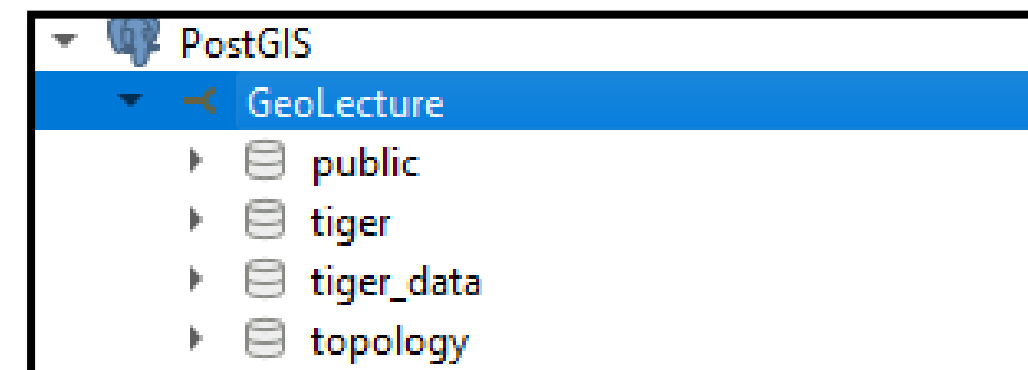 PostGIS
GeoLecture
public
tiger
tiger_data
topology